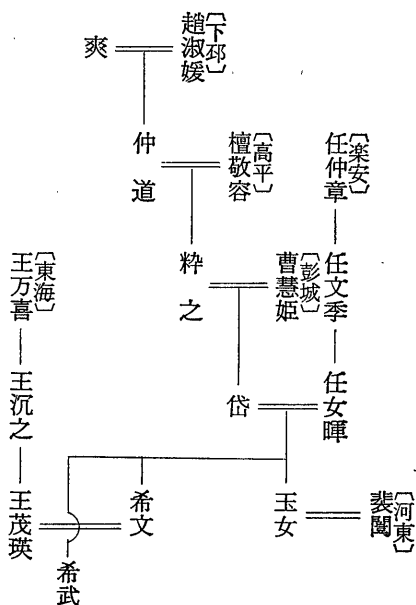 〔下邳〕
趙淑媛
爽
〔楽安〕
任仲章
〔高平〕
檀敬容
仲道
任文季
〔彭城〕
曹慧姫
粋之
〔東海〕
王万喜
任女暉
岱
王沉之
〔河東〕
裴闓
玉女
希文
王茂瑛
希武